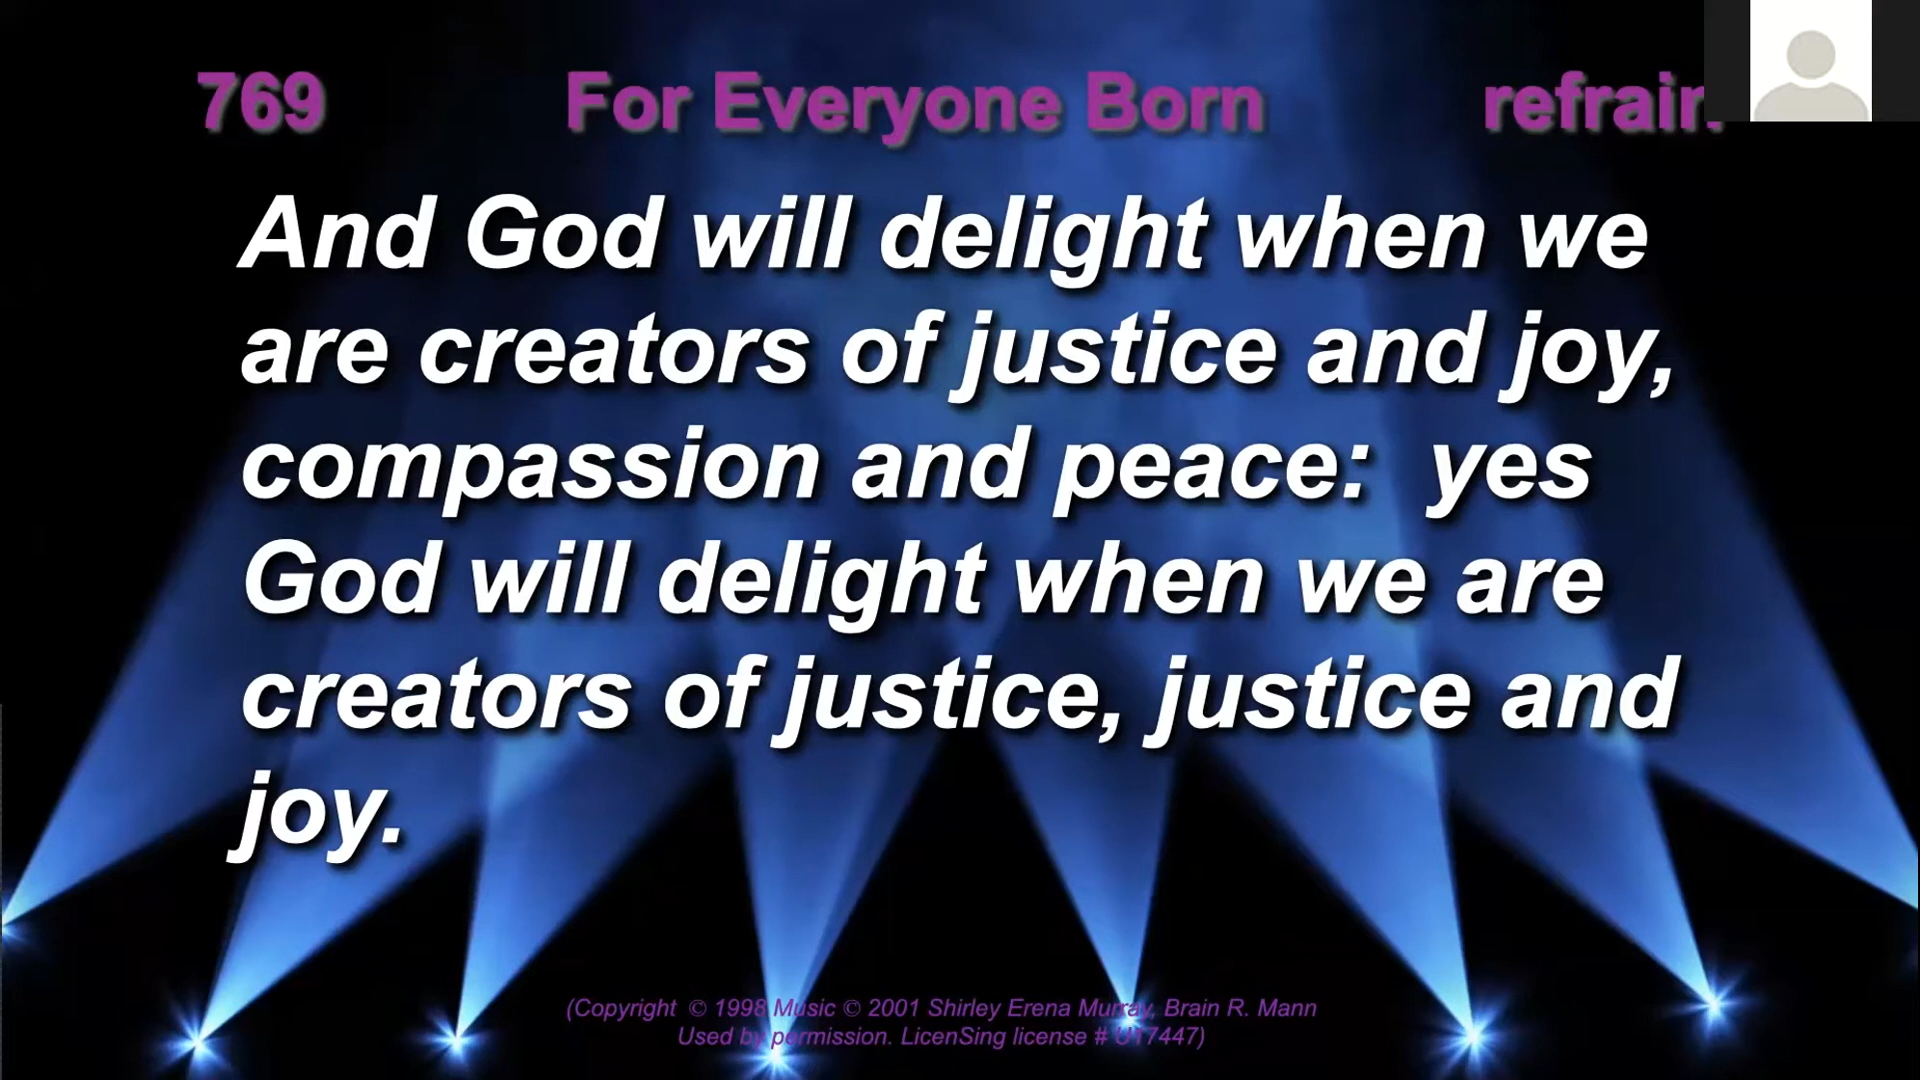 769 For Everyone Born refrain
And God will delight when we
are creators of justice and joy,
compassion and peace: yes
God will delight when we are
creators of justice, justice and
joy.
(Copyright © 1998 Music © 2001 Shirley Erena Murray, Brain R. Mann
Used by permission. LicenSing license # U17447)